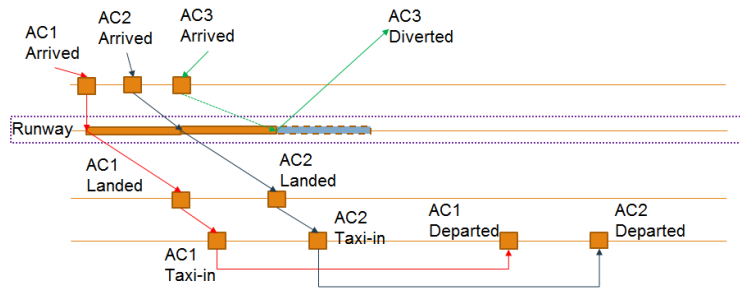 AC1
Arrived
AC2
Arrived
AC3
Arrived
AC3
Diverted
Runway
AC1
Landed
AC2
Landed
AC1
Taxi-in
AC2
Taxi-in
AC1
Departed
AC2
Departed